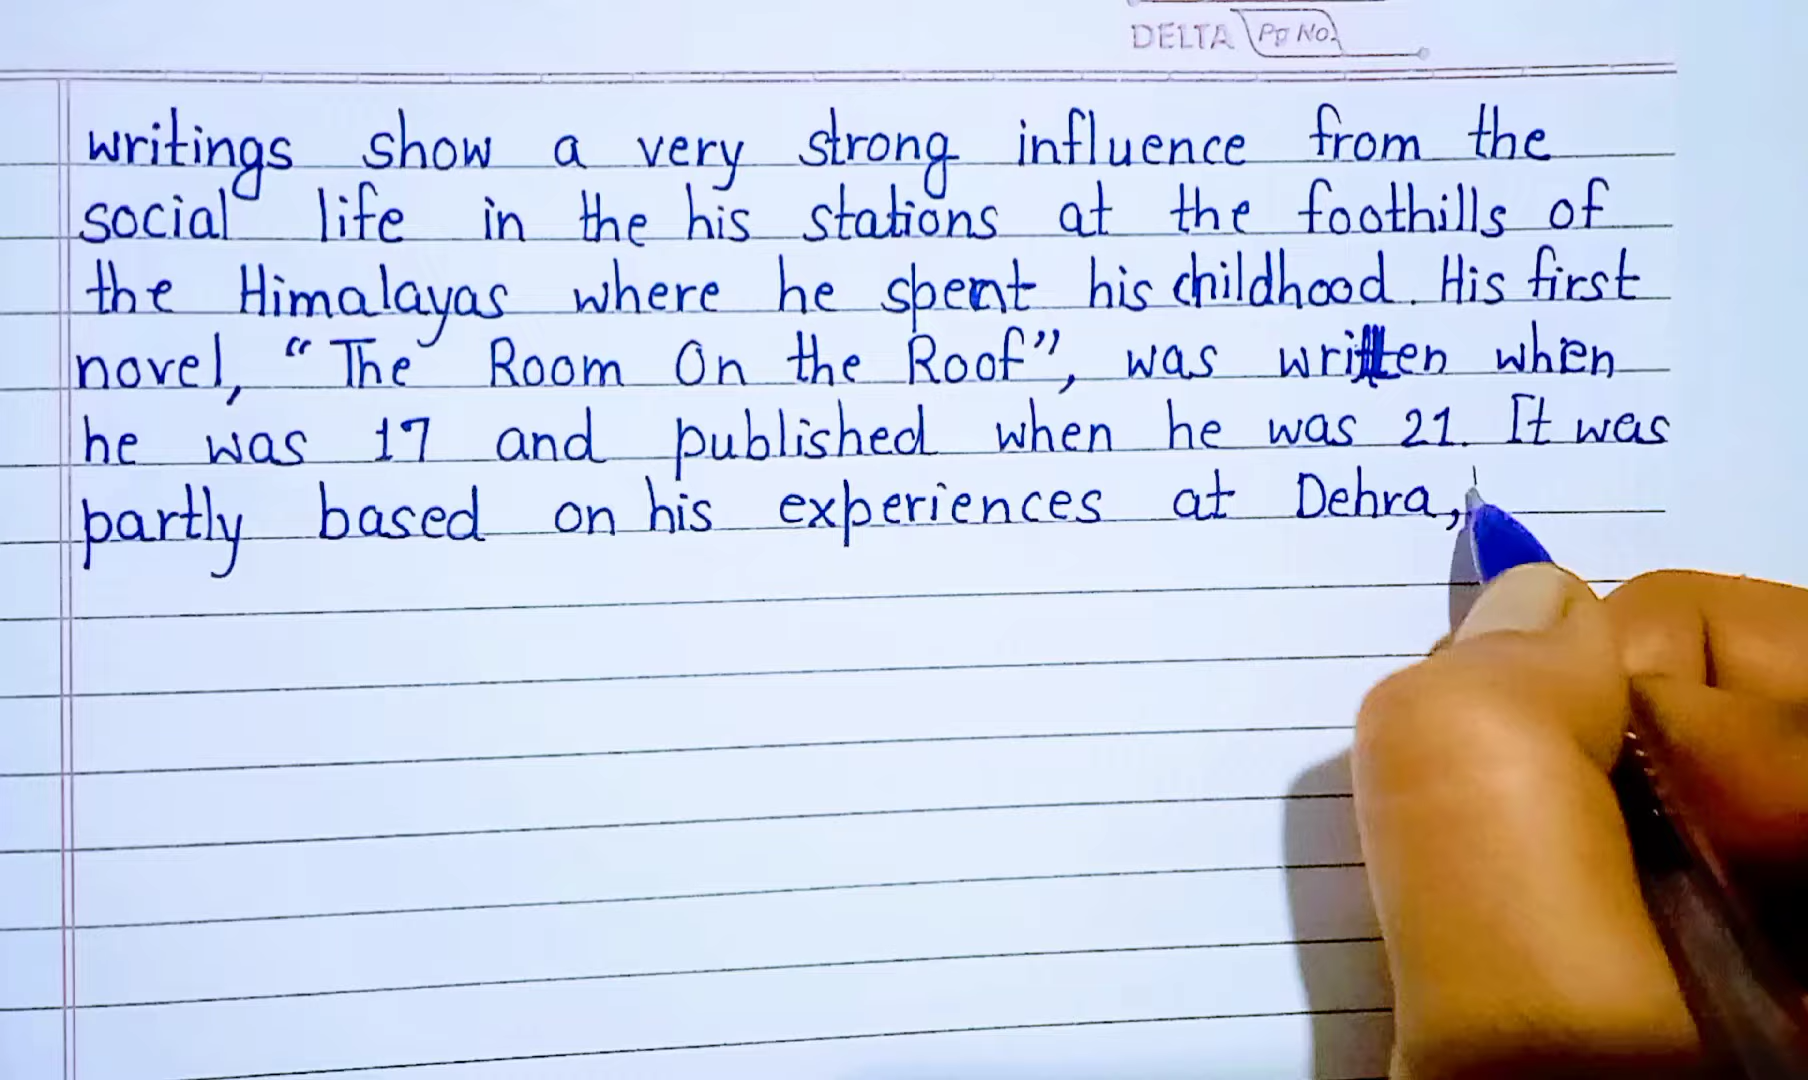 DELTA Pg No.
writings show a very strong influence from the
social life in the his stations at the foothills of
the Himalayas where he spent his childhood. His first
novel, “The Room On the Roof”, was written when
he was 17 and published when he was 21. It was
partly based on his experiences at Dehra,